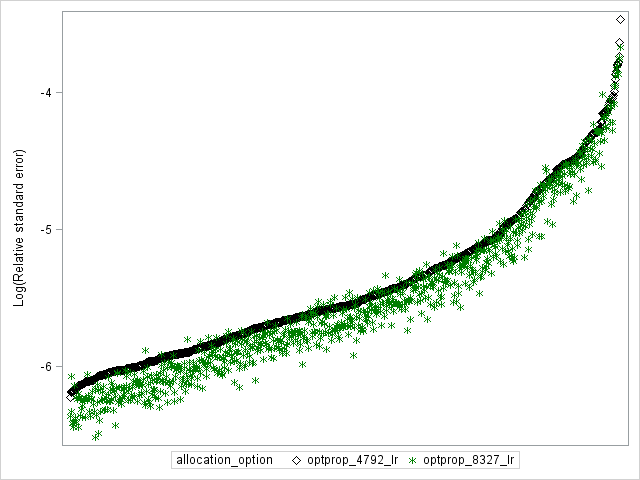 -4
-5
-6
Log(Relative standard error)
allocation_option optprop_4792_lr optprop_8327_lr